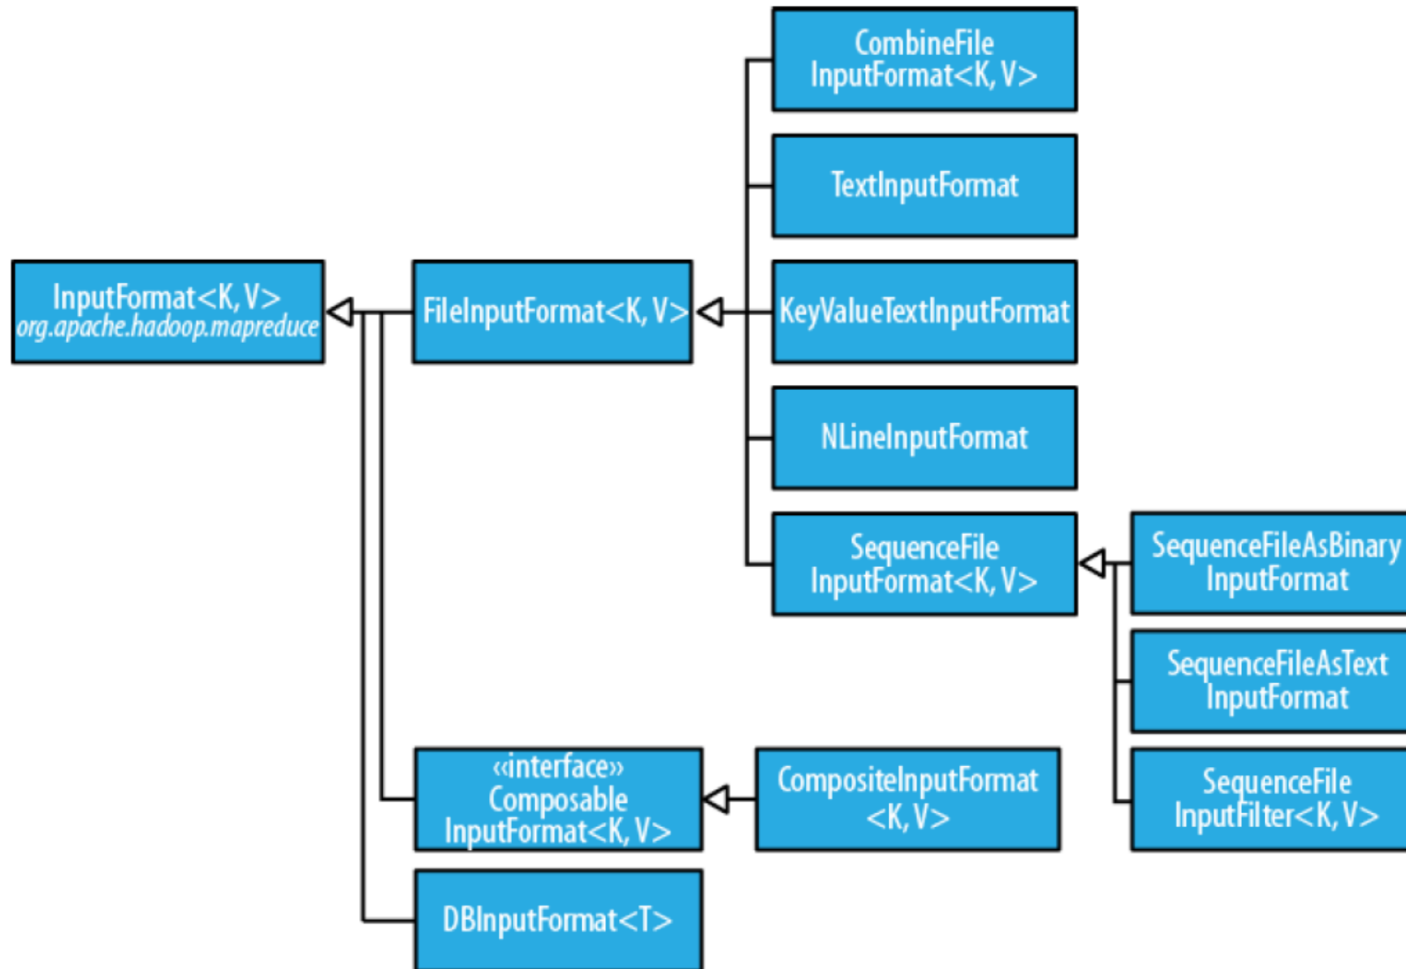 CombineFile
InputFormat<K, V>
TextInputFormat
InputFormat<K, V>
org.apache.hadoop.mapreduce
FileInputFormat<K, V>
KeyValueTextInputFormat
NLineInputFormat
SequenceFile
InputFormat<K, V>
SequenceFileAsBinary
InputFormat
SequenceFileAsText
InputFormat
«interface»
Composable
InputFormat<K, V>
CompositeInputFormat
<K, V>
SequenceFile
InputFilter<K, V>
DBInputFormat<T>